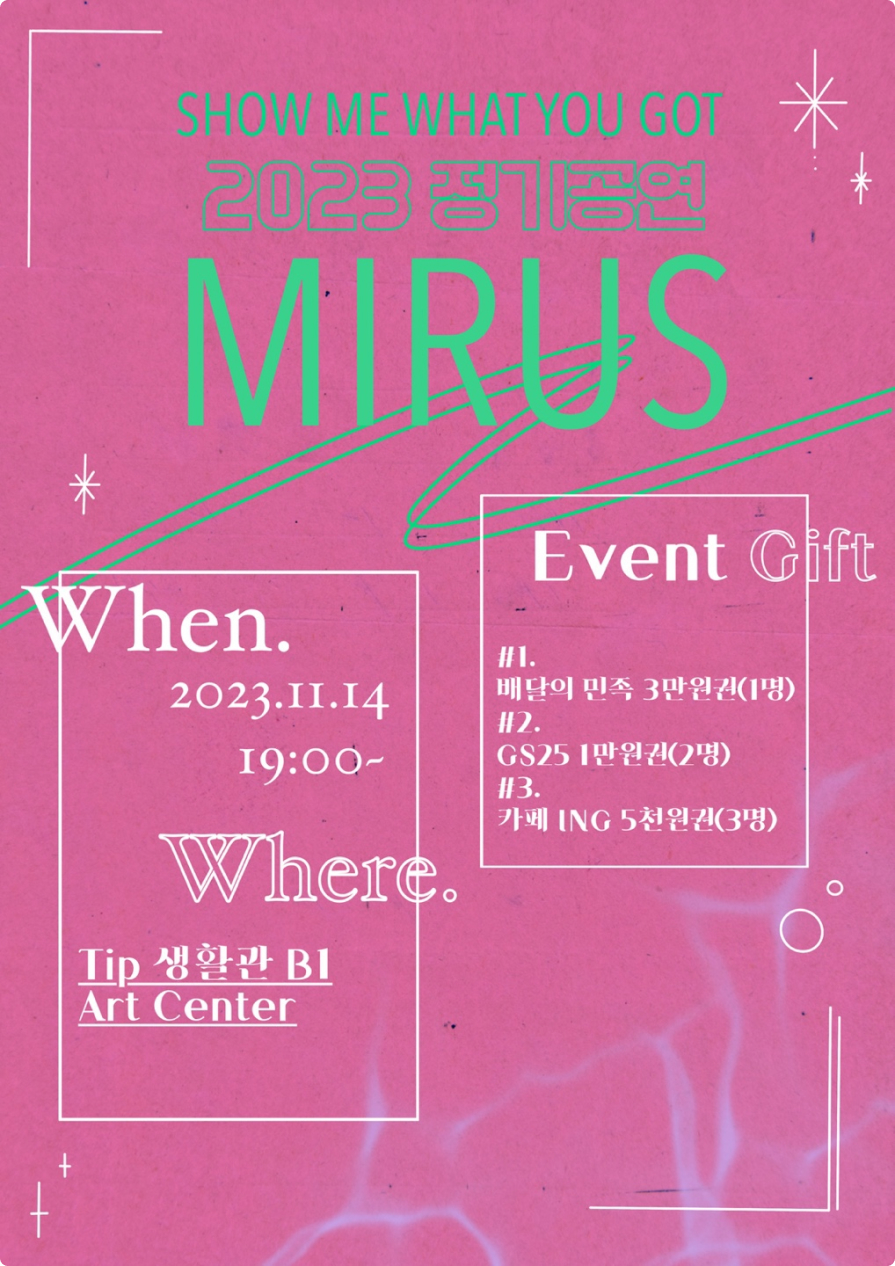 SHOW ME WHAT YOU GOT
2023 정기공연
MIRUS
When.
2023.11.14
19:00~
Where.
Tip 생활관 B1
Art Center
Event Gift
#1.
배달의 민족 3만원권(1명)
#2.
GS25 1만원권(2명)
#3.
카페 ING 5천원권(3명)